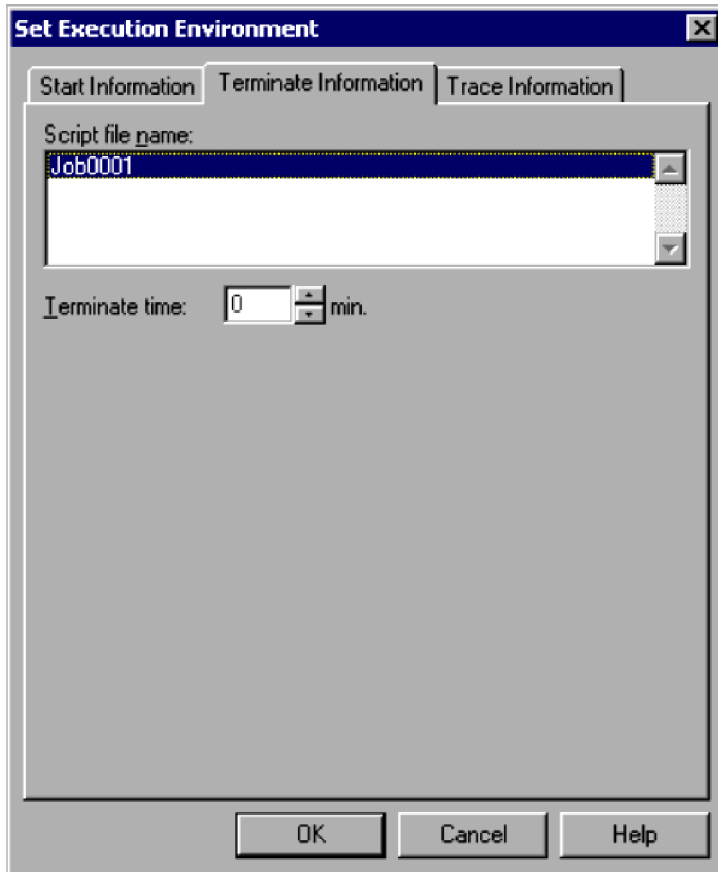 Set Execution Environment
Start Information Terminate Information Trace Information
Script file name:
Job0001
Terminate time: 0 min.
OK Cancel Help